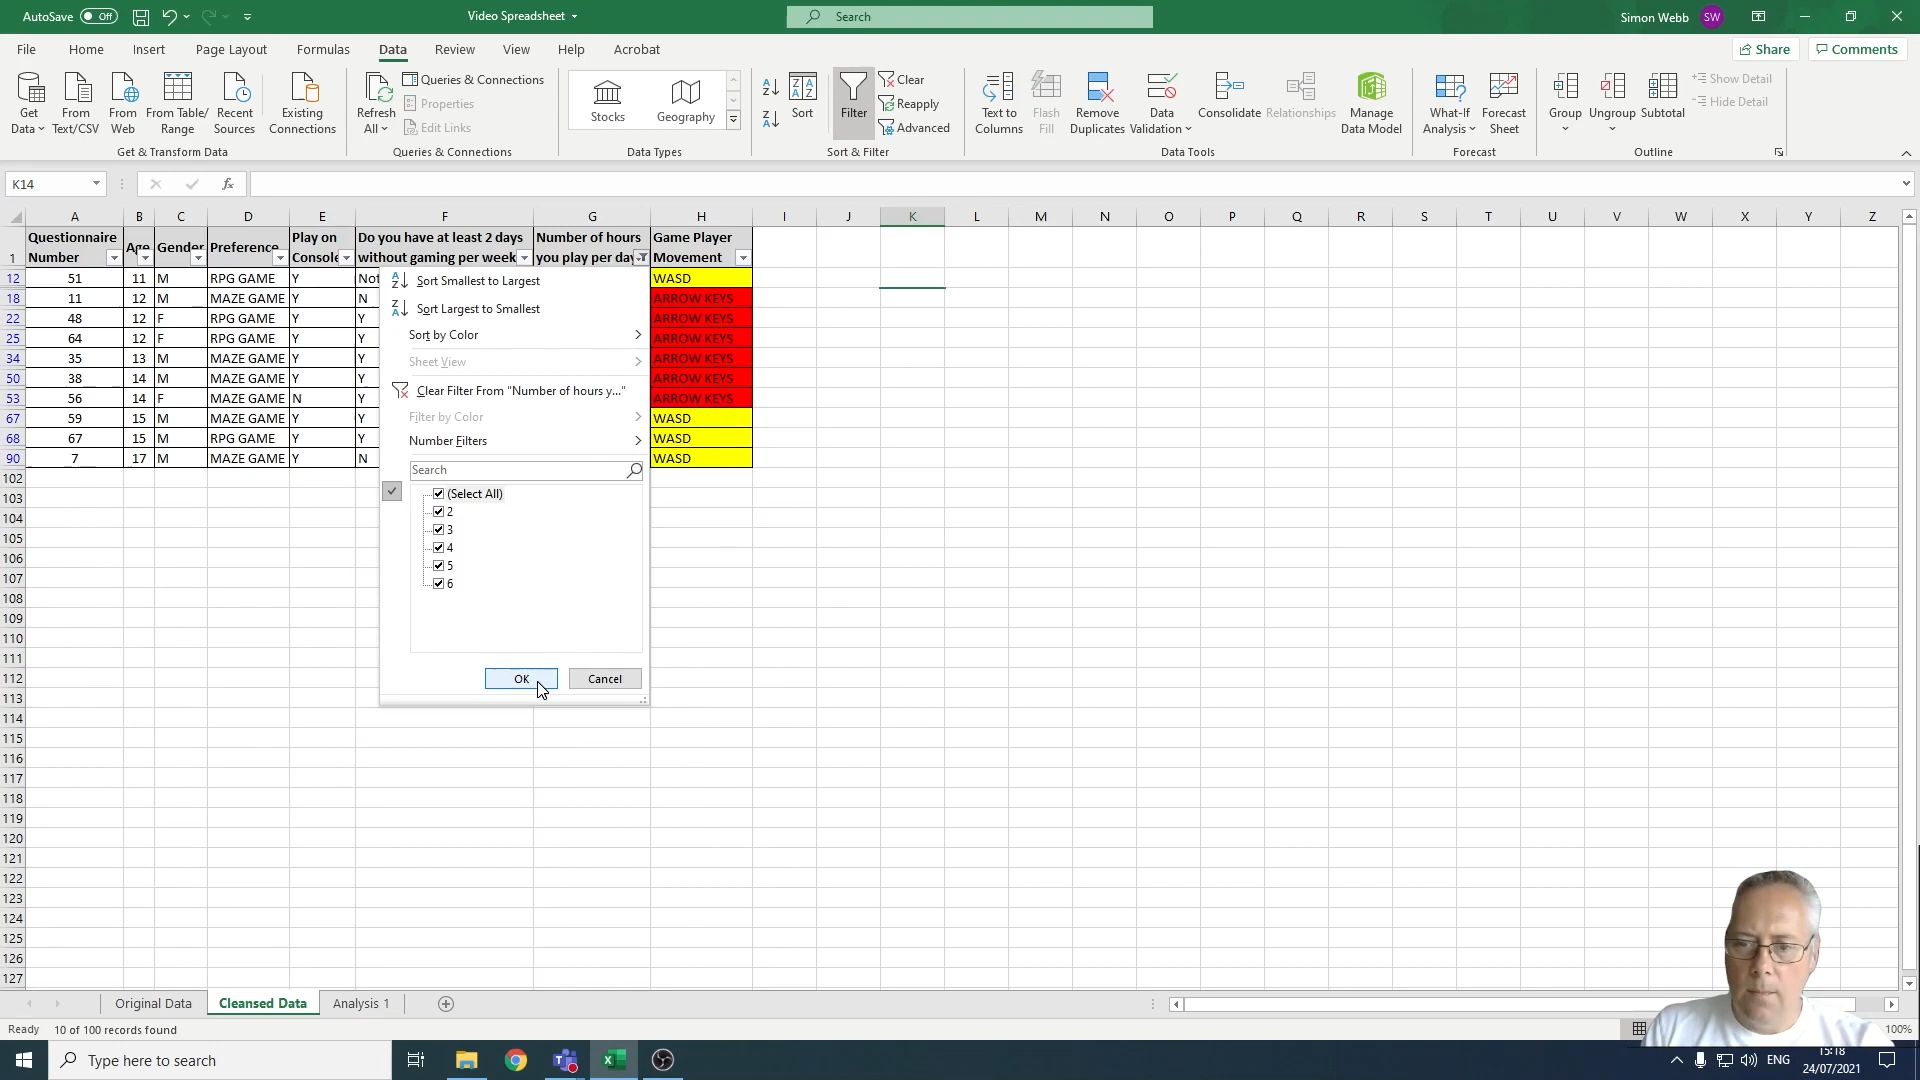 AutoSave Off Video Spreadsheet Search Simon Webb SW
File Home Insert Page Layout Formulas Data Review View Help Acrobat Share Comments
Get Data From Text/CSV From Web From Table/ Range Recent Sources Existing Connections
Refresh All Queries & Connections Properties Edit Links
Stocks Geography
Sort Filter Clear Reapply Advanced
Text to Columns Flash Fill Remove Duplicates Data Validation Consolidate Relationships Manage Data Model
What-If Analysis Forecast Sheet Group Ungroup Subtotal Show Detail Hide Detail
Get & Transform Data Queries & Connections Data Types Sort & Filter Data Tools Forecast Outline
K14 fx
A B C D E F G H I J K L M N O P Q R S T U V W X Y Z
1 Questionnaire Number Age Gender Preference Play on Console Do you have at least 2 days without gaming per week Number of hours you play per day Game Player Movement
12 51 11 M RPG GAME Y Not WASD
18 11 12 M MAZE GAME Y N ARROW KEYS
22 48 12 F RPG GAME Y Y ARROW KEYS
25 64 12 F RPG GAME Y Y ARROW KEYS
34 35 13 M MAZE GAME Y Y ARROW KEYS
50 38 14 M MAZE GAME Y Y ARROW KEYS
53 56 14 F MAZE GAME N Y ARROW KEYS
67 59 15 M MAZE GAME Y Y WASD
68 67 15 M RPG GAME Y Y WASD
90 7 17 M MAZE GAME Y N WASD
102
103
104
105
106
107
108
109
110
111
112
113
114
115
116
117
118
119
120
121
122
123
124
125
126
127
Sort Smallest to Largest
Sort Largest to Smallest
Sort by Color
Sheet View
Clear Filter From "Number of hours y..."
Filter by Color
Number Filters
Search
(Select All)
2
3
4
5
6
OK Cancel
Original Data Cleansed Data Analysis 1
Ready 10 of 100 records found 100%
Type here to search ENG 15:18
24/07/2021